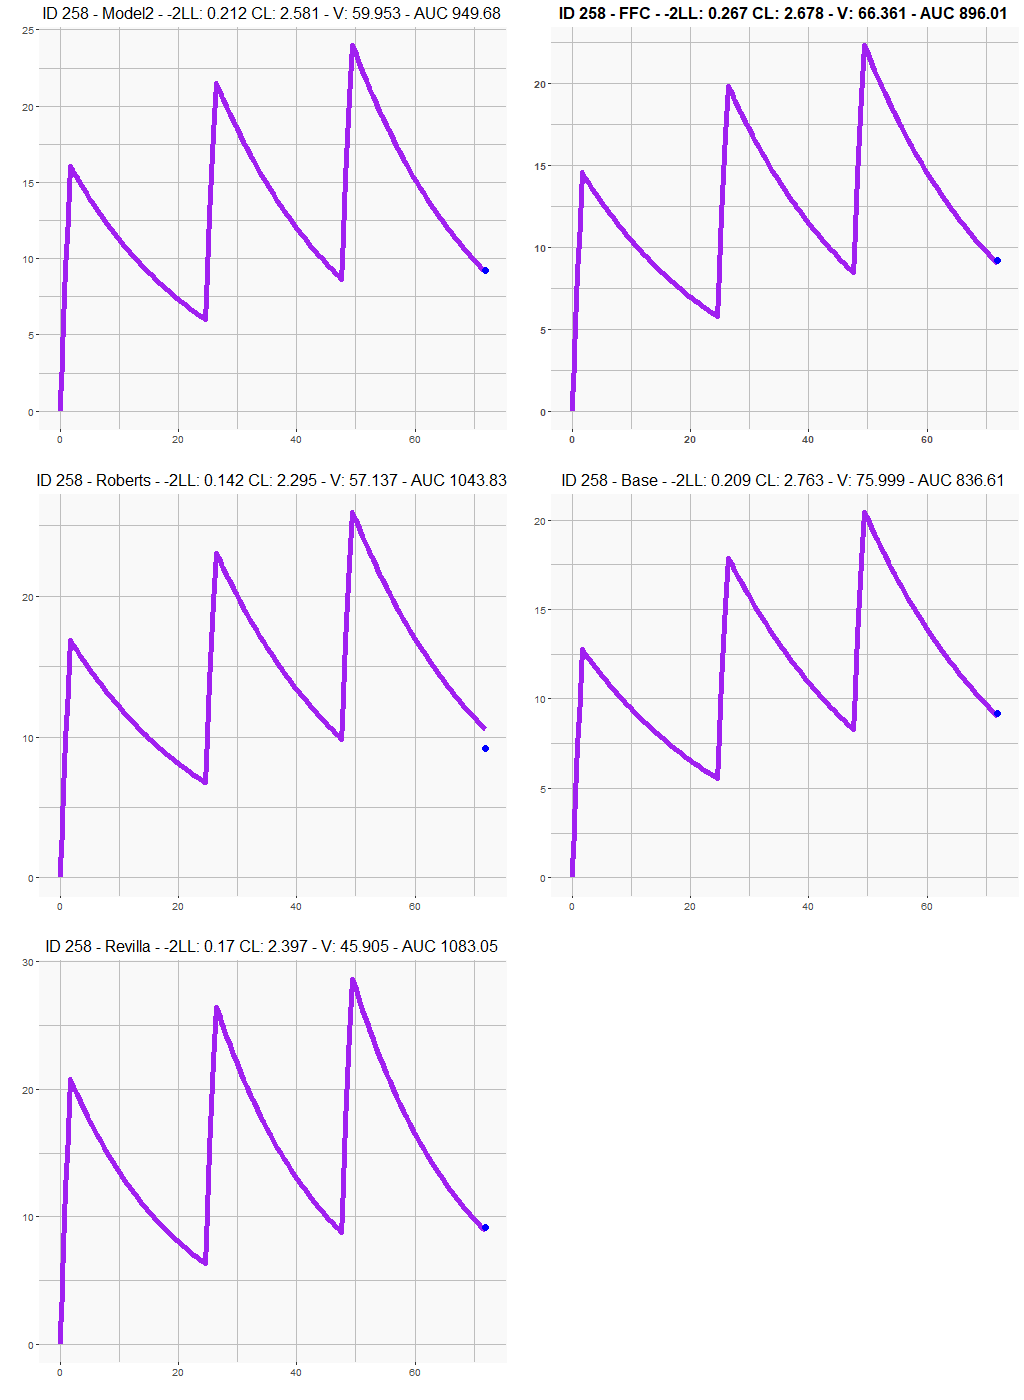 ID 258 - Model2 - -2LL: 0.212 CL: 2.581 - V: 59.953 - AUC 949.68
25
20
15
10
5
0
0 20 40 60
ID 258 - FFC - -2LL: 0.267 CL: 2.678 - V: 66.361 - AUC 896.01
20
15
10
5
0
0 20 40 60
ID 258 - Roberts - -2LL: 0.142 CL: 2.295 - V: 57.137 - AUC 1043.83
20
10
0
0 20 40 60
ID 258 - Base - -2LL: 0.209 CL: 2.763 - V: 75.999 - AUC 836.61
20
15
10
5
0
0 20 40 60
ID 258 - Revilla - -2LL: 0.17 CL: 2.397 - V: 45.905 - AUC 1083.05
30
20
10
0
0 20 40 60